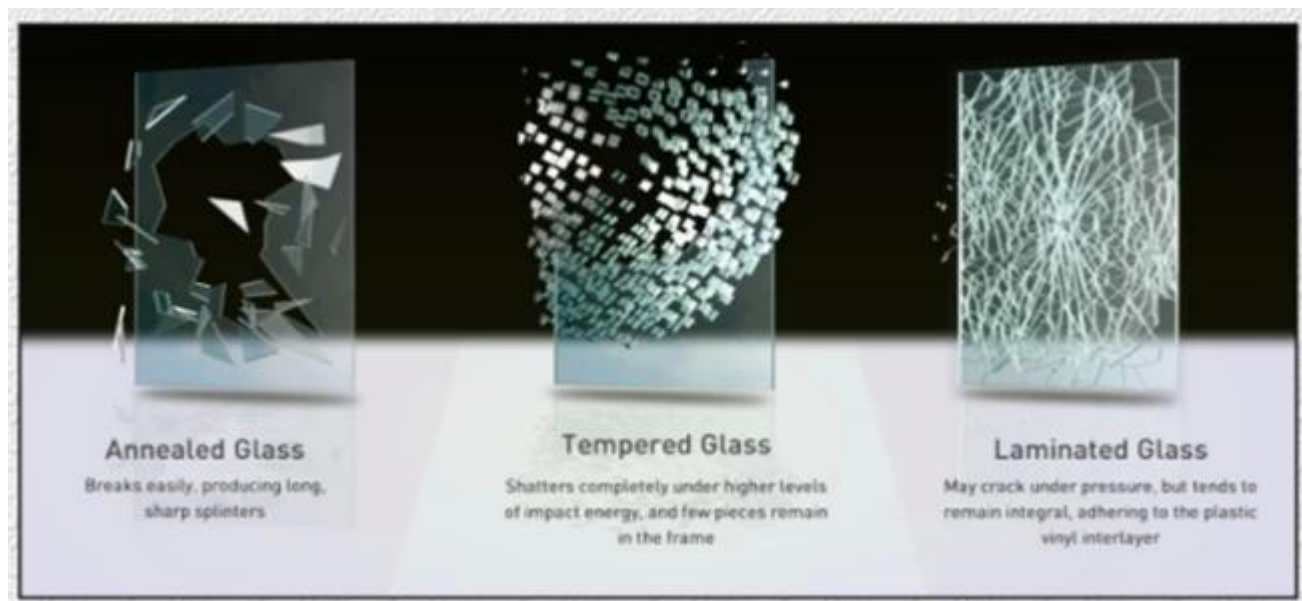 Annealed Glass
Breaks easily, producing long,
sharp splinters
Tempered Glass
Shatters completely under higher levels
of impact energy, and few pieces remain
in the frame
Laminated Glass
May crack under pressure, but tends to
remain integral, adhering to the plastic
vinyl interlayer